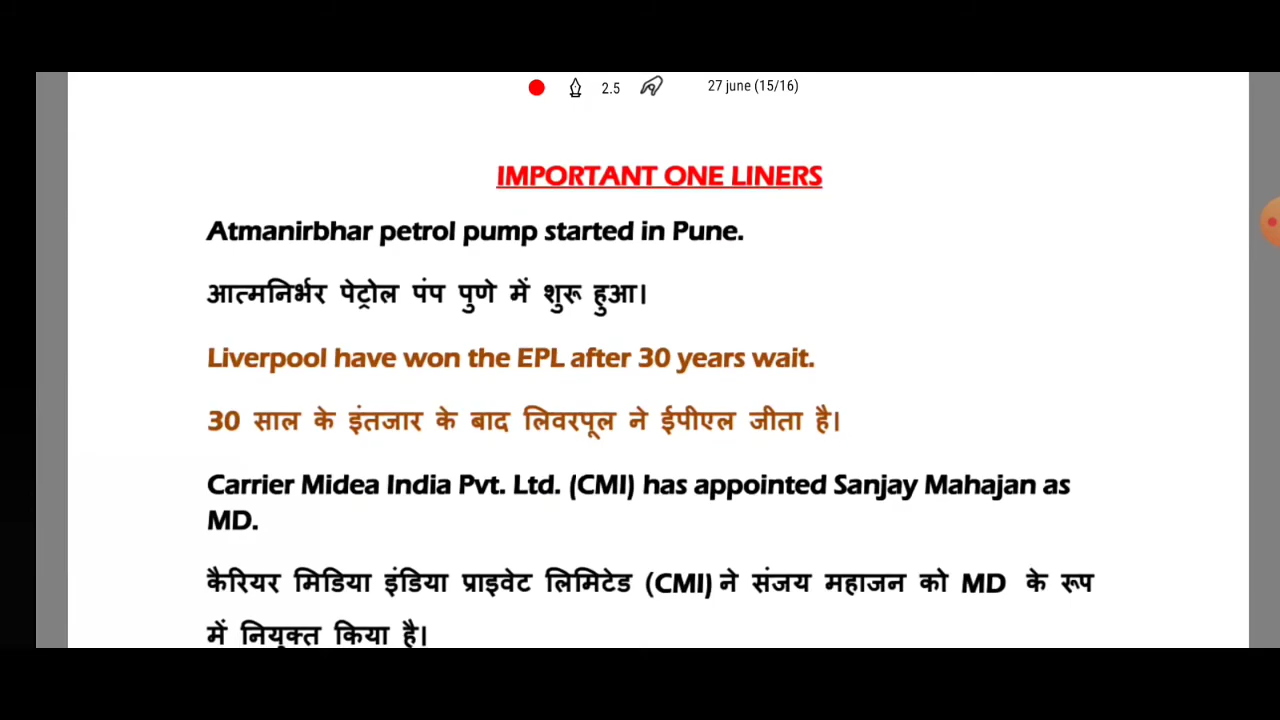 2.5 27 june (15/16)
IMPORTANT ONE LINERS
Atmanirbhar petrol pump started in Pune.
आत्मनिर्भर पेट्रोल पंप पुणे में शुरू हुआ।
Liverpool have won the EPL after 30 years wait.
30 साल के इंतजार के बाद लिवरपूल ने ईपीएल जीता है।
Carrier Midea India Pvt. Ltd. (CMI) has appointed Sanjay Mahajan as
MD.
कैरियर मिडिया इंडिया प्राइवेट लिमिटेड (CMI) ने संजय महाजन को MD के रूप
में नियुक्त किया है।